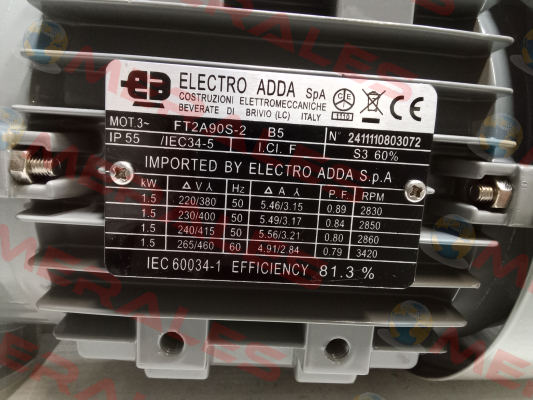 EB ELECTRO ADDA SpA
COSTRUZIONI ELETTROMECCANICHE
BEVERATE DI BRIVIO (LC) ITALY
MOT.3~ FT2A90S-2 B5 N° 2411110803072
IP 55 /IEC34-5 I.CI. F S3 60%
IMPORTED BY ELECTRO ADDA S.p.A
kW Δ V ⅄ Hz Δ A ⅄ P. F. RPM
1.5 220/380 50 5.46/3.15 0.89 2830
1.5 230/400 50 5.49/3.17 0.84 2850
1.5 240/415 50 5.56/3.21 0.80 2860
1.5 265/460 60 4.91/2.84 0.79 3420
IEC 60034-1 EFFICIENCY 81.3 %
MERALES